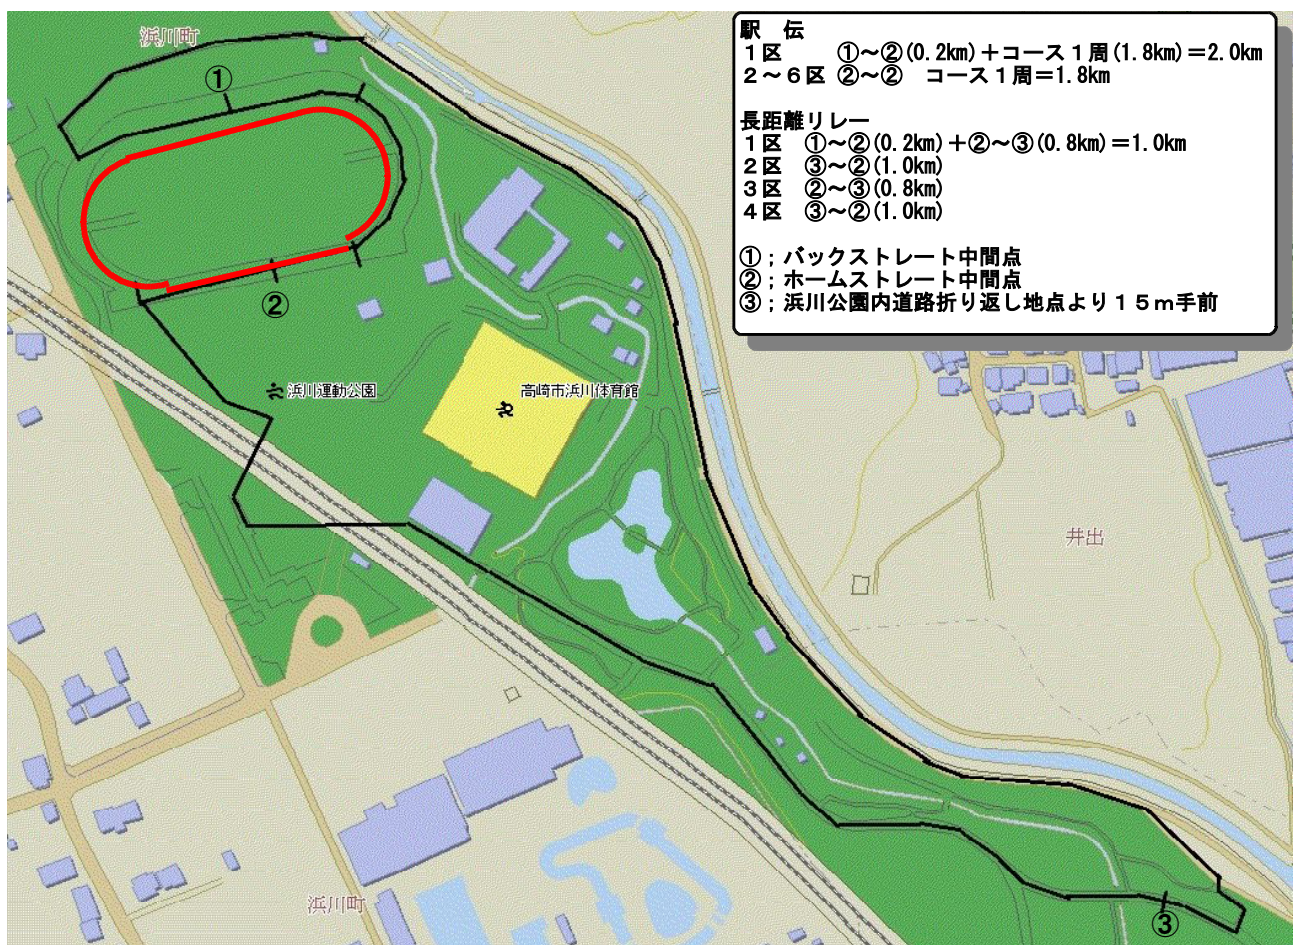 駅　伝
１区　　①～②(0.2km)＋コース１周(1.8km)＝2.0km
２～６区 ②～②　コース１周＝1.8km
長距離リレー
１区　①～②(0.2km)＋②～③(0.8km)＝1.0km
２区　③～②(1.0km)
３区　②～③(0.8km)
４区　③～②(1.0km)
①；バックストレート中間点
②；ホームストレート中間点
③；浜川公園内道路折り返し地点より１５ｍ手前
浜川町
①
②
浜川運動公園
高崎市浜川体育館
井出
浜川町
③